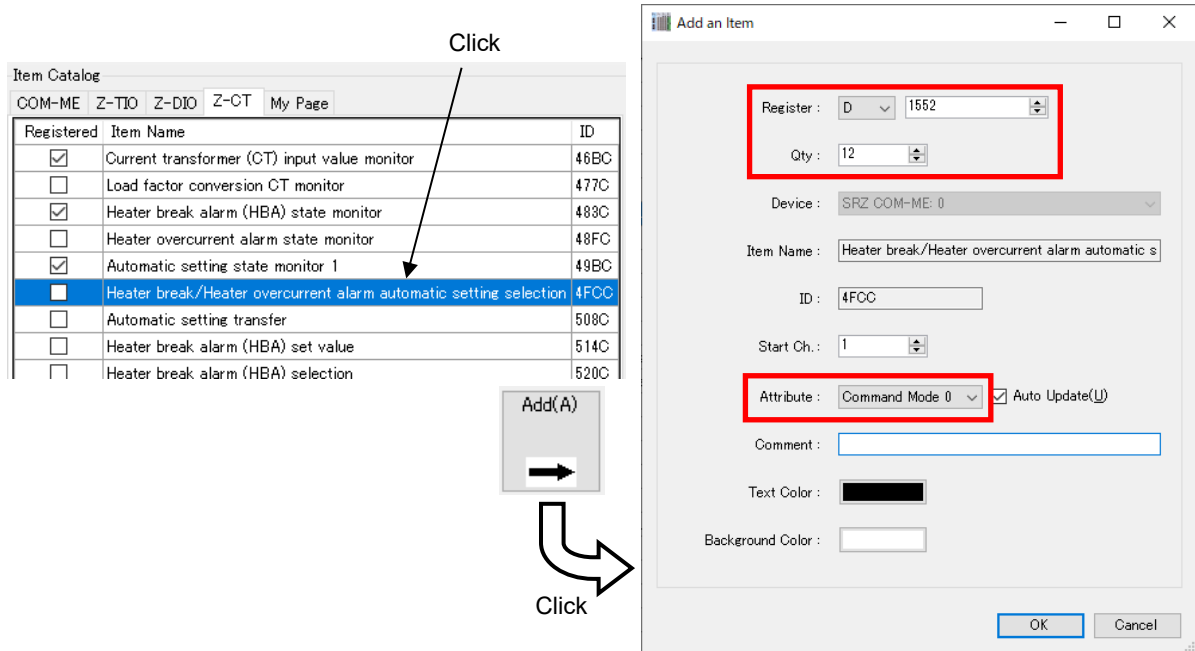 Click
Item Catalog
COM-ME Z-TIO Z-DIO Z-CT My Page
Registered Item Name ID
Current transformer (CT) input value monitor 46BC
Load factor conversion CT monitor 477C
Heater break alarm (HBA) state monitor 483C
Heater overcurrent alarm state monitor 48FC
Automatic setting state monitor 1 49BC
Heater break/Heater overcurrent alarm automatic setting selection 4FCC
Automatic setting transfer 508C
Heater break alarm (HBA) set value 514C
Heater break alarm (HBA) selection 520C
Add(A)
Click
Add an Item
Register : D 1552
Qty : 12
Device : SRZ COM-ME: 0
Item Name : Heater break/Heater overcurrent alarm automatic s
ID : 4FCC
Start Ch. : 1
Attribute : Command Mode 0 Auto Update(U)
Comment :
Text Color :
Background Color :
OK Cancel